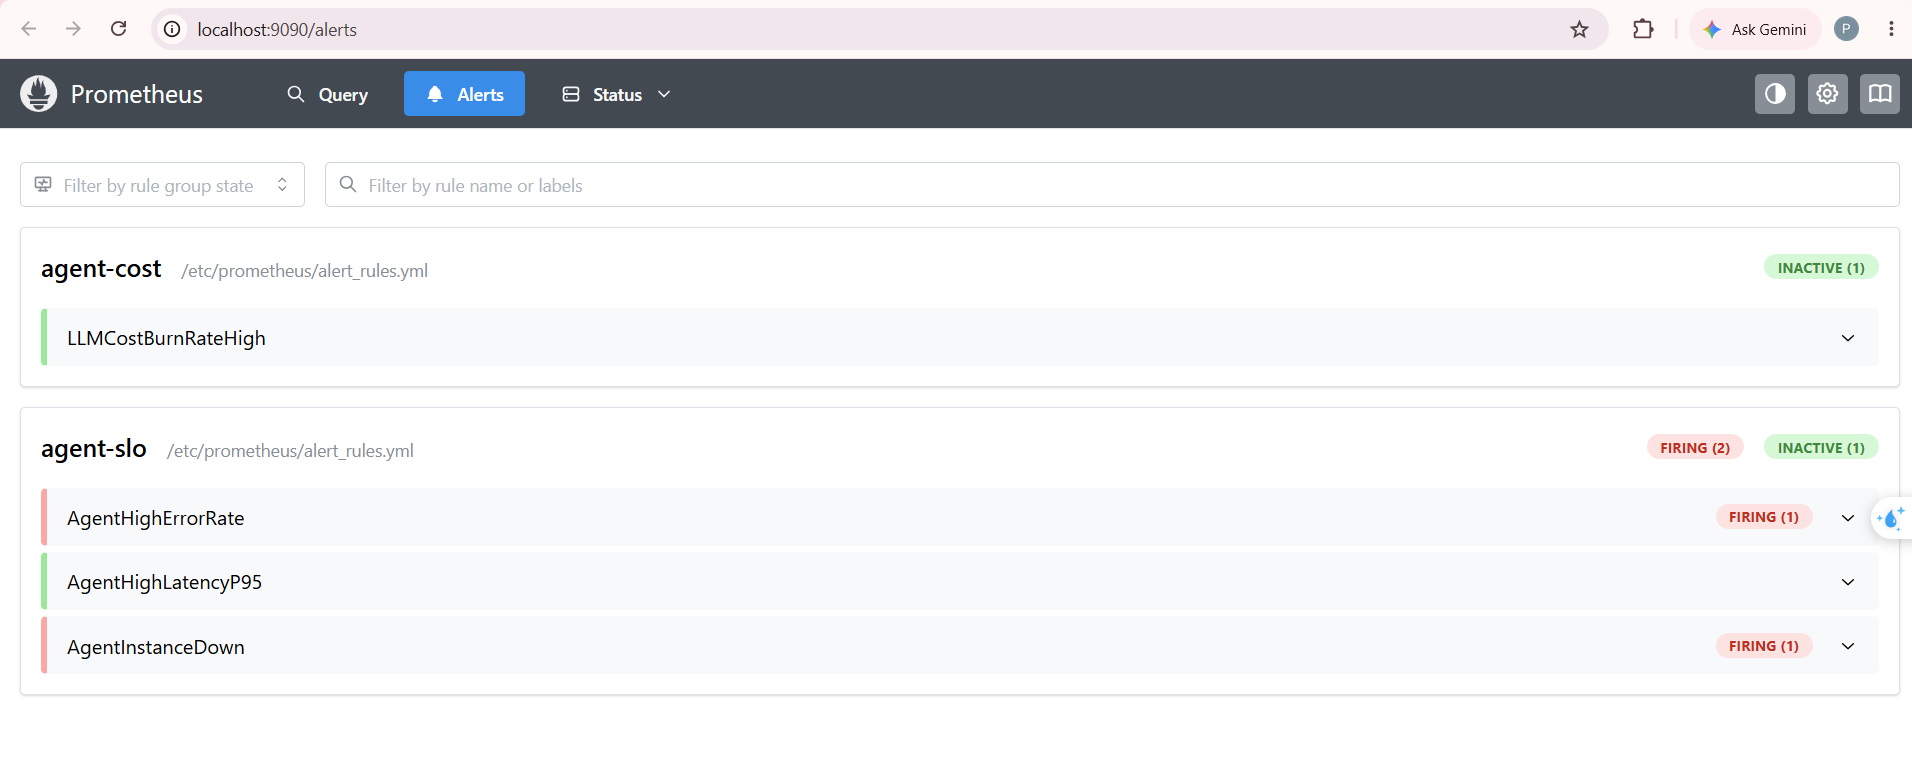 localhost:9090/alerts
Ask Gemini
P
Prometheus
Query
Alerts
Status
Filter by rule group state
Filter by rule name or labels
agent-cost /etc/prometheus/alert_rules.yml INACTIVE (1)
LLMCostBurnRateHigh
agent-slo /etc/prometheus/alert_rules.yml FIRING (2) INACTIVE (1)
AgentHighErrorRate FIRING (1)
AgentHighLatencyP95
AgentInstanceDown FIRING (1)